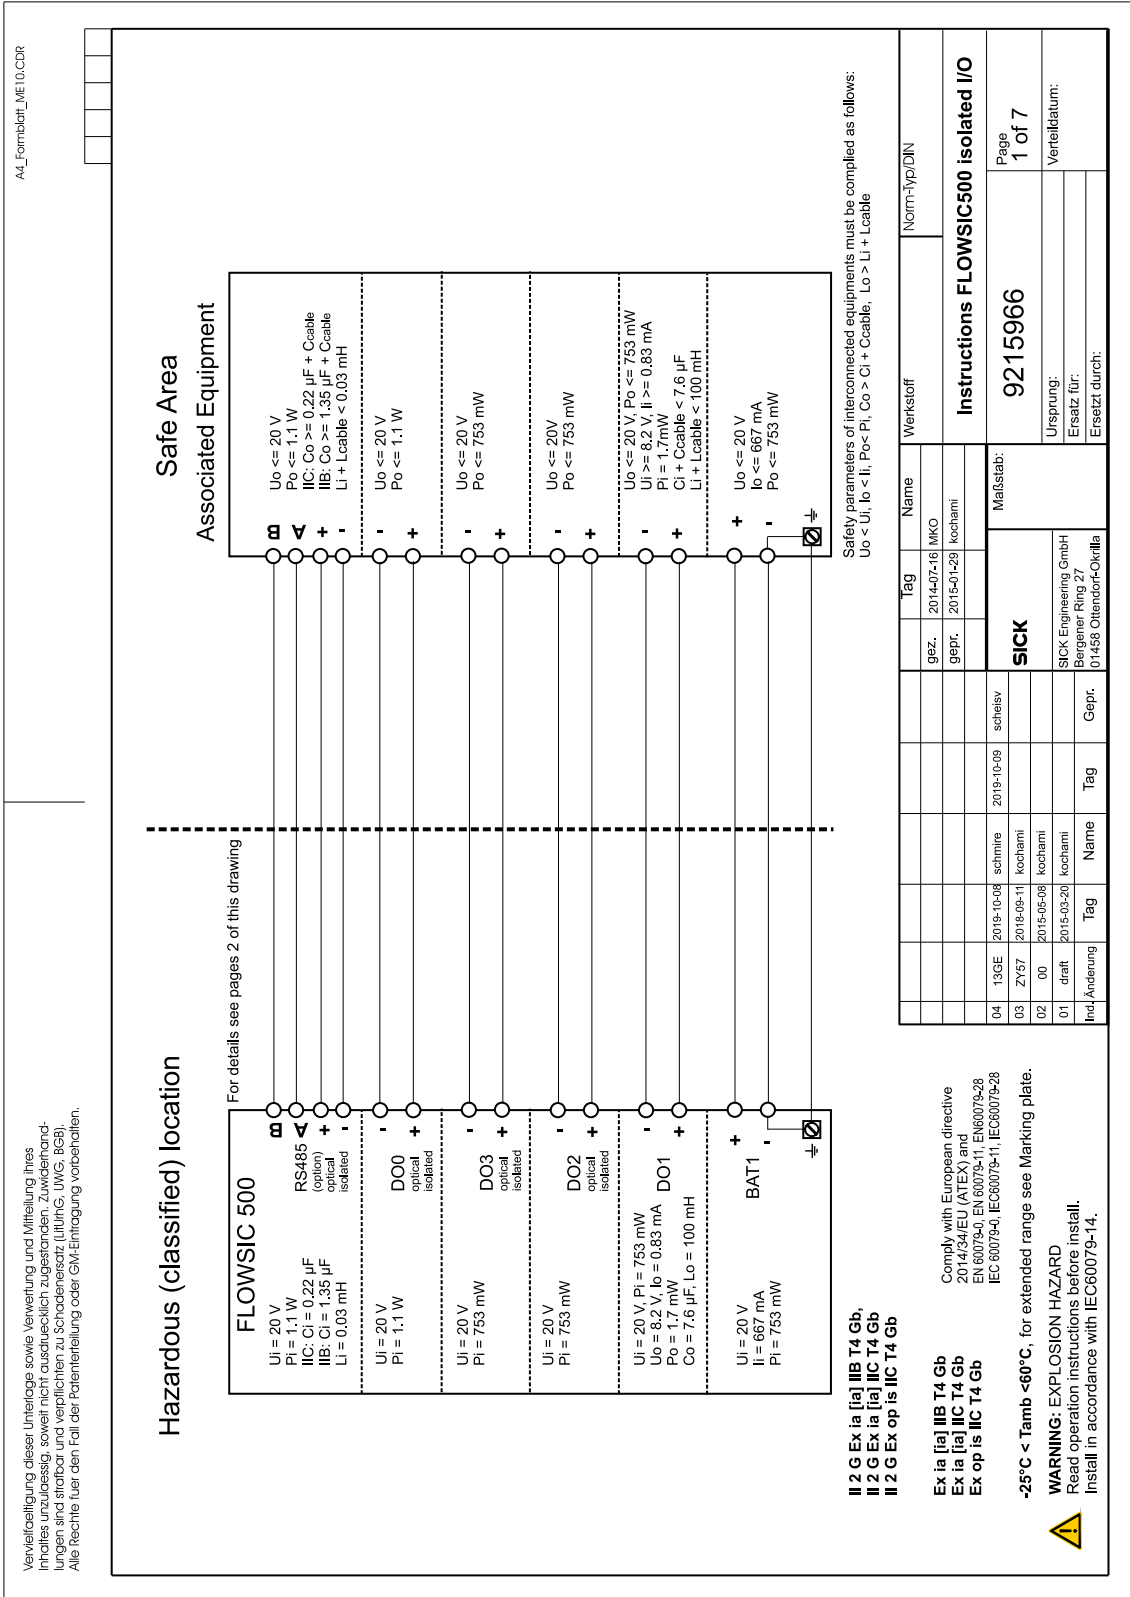 Vervielfaeltigung dieser Unterlage sowie Verwertung und Mitteilung ihres
Inhaltes unzulaessig, soweit nicht ausdruecklich zugestanden. Zuwiderhand-
lungen sind strafbar und verpflichten zu Schadenersatz (LitUrhG, UWG, BGB).
Alle Rechte fuer den Fall der Patenterteilung oder GM-Eintragung vorbehalten.
A4_Formblatt_ME10.CDR
Hazardous (classified) location
Safe Area
Associated Equipment
For details see pages 2 of this drawing
FLOWSIC 500
Ui = 20 V
Pi = 1.1 W
IIC: Ci = 0.22 µF
IIB: Ci = 1.35 µF
Li = 0.03 mH
RS485
(option)
optical
isolated
B
A
+
-
B
A
+
-
Uo <= 20 V
Po <= 1.1 W
IIC: Co >= 0.22 µF + Ccable
IIB: Co >= 1.35 µF + Ccable
Li + Lcable < 0.03 mH
Ui = 20 V
Pi = 1.1 W
DO0
optical
isolated
-
+
-
+
Uo <= 20 V
Po <= 1.1 W
Ui = 20 V
Pi = 753 mW
DO3
optical
isolated
-
+
-
+
Uo <= 20 V
Po <= 753 mW
Ui = 20 V
Pi = 753 mW
DO2
optical
isolated
-
+
-
+
Uo <= 20V
Po <= 753 mW
Ui = 20 V, Pi = 753 mW
Uo = 8.2 V, Io = 0.83 mA
Po = 1.7 mW
Co = 7.6 µF, Lo = 100 mH
DO1
-
+
-
+
Uo <= 20 V, Po <= 753 mW
Ui >= 8.2 V, Ii >= 0.83 mA
Pi = 1.7mW
Ci + Ccable < 7.6 µF
Li + Lcable < 100 mH
Ui = 20 V
Ii = 667 mA
Pi = 753 mW
BAT1
+
-
+
-
Uo <= 20 V
Io <= 667 mA
Po <= 753 mW
Safety parameters of interconnected equipments must be complied as follows:
Uo < Ui, Io < Ii, Po< Pi, Co > Ci + Ccable, Lo > Li + Lcable
II 2 G Ex ia [ia] IIB T4 Gb,
II 2 G Ex ia [ia] IIC T4 Gb
II 2 G Ex op is IIC T4 Gb
Ex ia [ia] IIB T4 Gb
Ex ia [ia] IIC T4 Gb
Ex op is IIC T4 Gb
Comply with European directive
2014/34/EU (ATEX) and
EN 60079-0, EN 60079-11, EN60079-28
IEC 60079-0, IEC60079-11, IEC60079-28
-25°C < Tamb <60°C, for extended range see Marking plate.
WARNING: EXPLOSION HAZARD
Read operation instructions before install.
Install in accordance with IEC60079-14.
Tag Name Werkstoff Norm-Typ/DIN
gez. 2014-07-16 MKO
gepr. 2015-01-29 kochami
Instructions FLOWSIC500 isolated I/O
04 13GE 2019-10-08 schmire 2019-10-09 scheisv
03 ZY57 2018-09-11 kochami
02 00 2015-05-08 kochami
01 draft 2015-03-20 kochami
Ind. Änderung Tag Name Tag Gepr.
SICK
SICK Engineering GmbH
Bergener Ring 27
01458 Ottendorf-Okrilla
Maßstab:
9215966
Page
1 of 7
Ursprung:
Ersatz für:
Ersetzt durch:
Verteildatum: